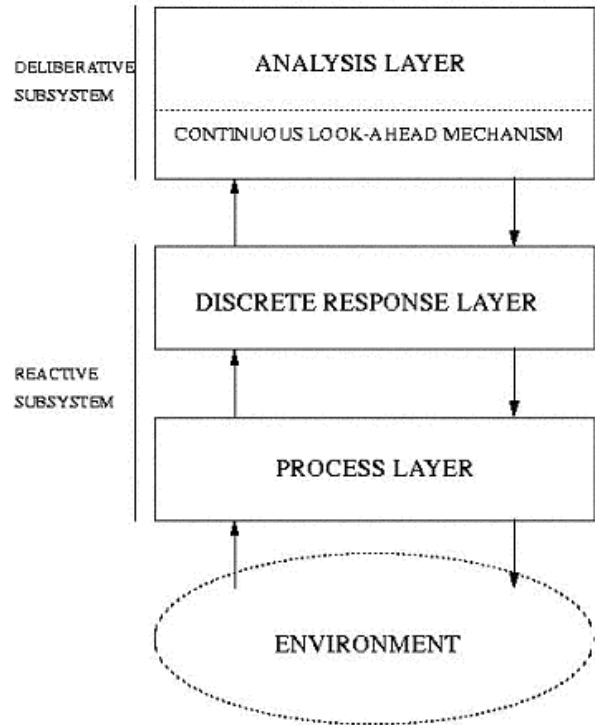 ANALYSIS LAYER
DELIBERATIVE
SUBSYSTEM
CONTINUOUS LOOK-AHEAD MECHANISM
DISCRETE RESPONSE LAYER
REACTIVE
SUBSYSTEM
PROCESS LAYER
ENVIRONMENT